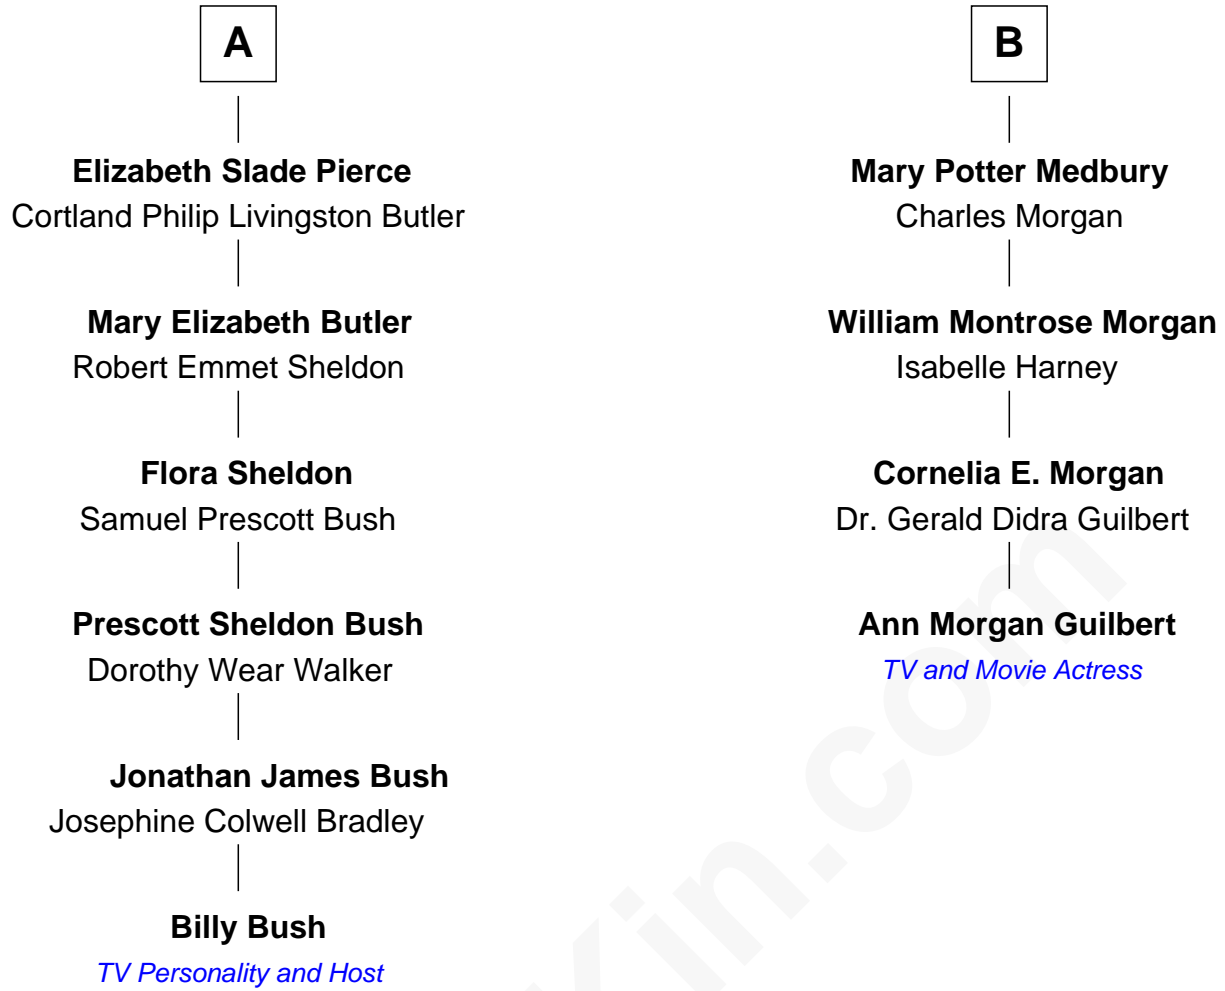 A
Elizabeth Slade Pierce
Cortland Philip Livingston Butler
Mary Elizabeth Butler
Robert Emmet Sheldon
Flora Sheldon
Samuel Prescott Bush
Prescott Sheldon Bush
Dorothy Wear Walker
Jonathan James Bush
Josephine Colwell Bradley
Billy Bush
TV Personality and Host
B
Mary Potter Medbury
Charles Morgan
William Montrose Morgan
Isabelle Harney
Cornelia E. Morgan
Dr. Gerald Didra Guilbert
Ann Morgan Guilbert
TV and Movie Actress
Kin.com